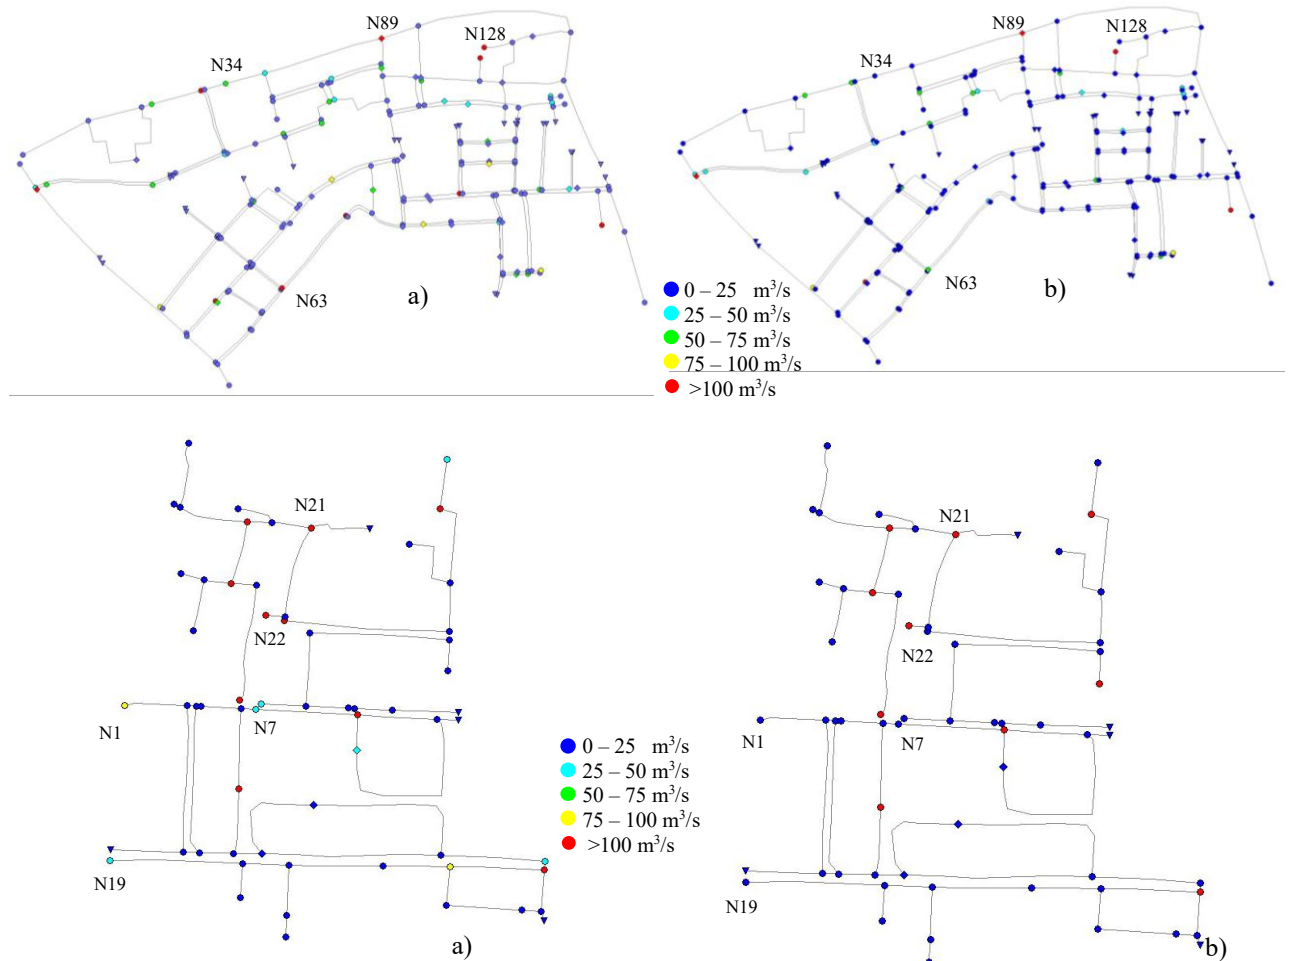 N89
N128
N34
N63
a)
N89
N128
N34
N63
b)
0 – 25 m³/s
25 – 50 m³/s
50 – 75 m³/s
75 – 100 m³/s
>100 m³/s
N21
N22
N1
N7
N19
a)
0 – 25 m³/s
25 – 50 m³/s
50 – 75 m³/s
75 – 100 m³/s
>100 m³/s
N21
N22
N1
N7
N19
b)